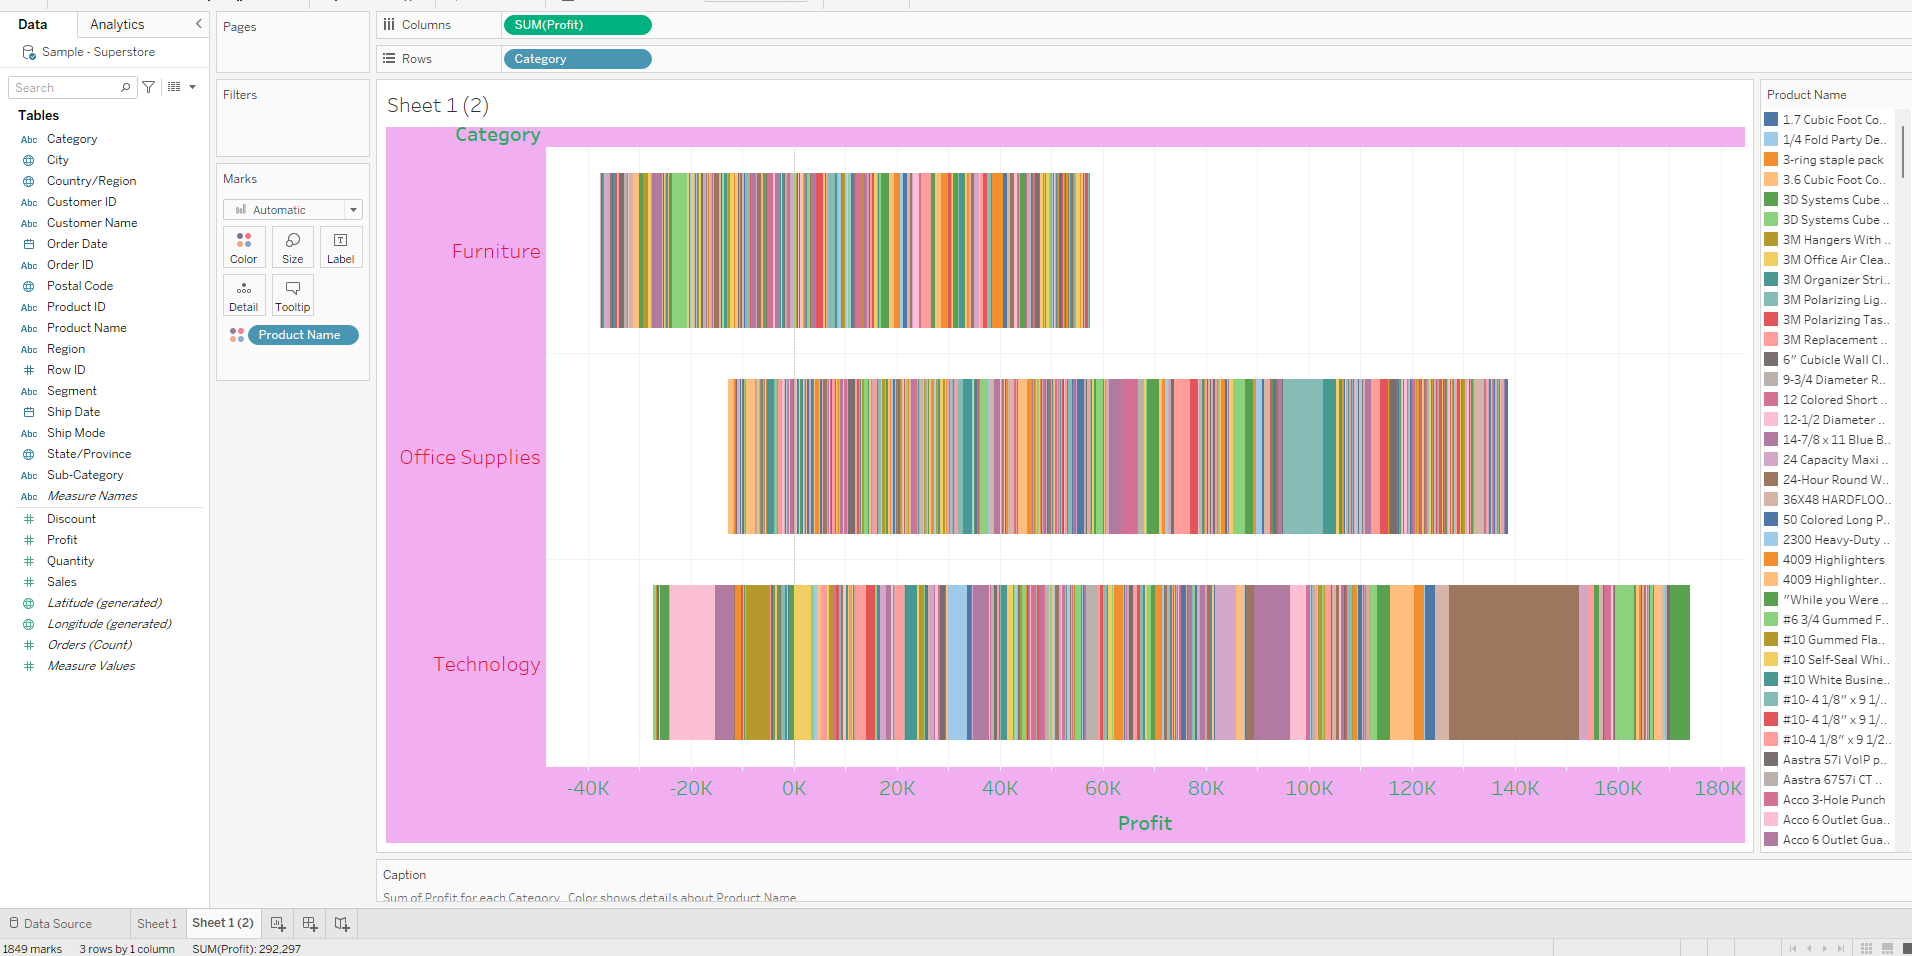 Data
Analytics
Sample - Superstore
Search
Tables
Abc Category
City
Country/Region
Abc Customer ID
Abc Customer Name
Order Date
Abc Order ID
Postal Code
Abc Product ID
Abc Product Name
Abc Region
Row ID
Abc Segment
Ship Date
Abc Ship Mode
State/Province
Abc Sub-Category
Abc Measure Names
Discount
Profit
Quantity
Sales
Latitude (generated)
Longitude (generated)
Orders (Count)
Measure Values
Pages
Filters
Marks
Automatic
Color Size Label
Detail Tooltip
Product Name
Columns SUM(Profit)
Rows Category
Sheet 1 (2)
Category
Furniture
Office Supplies
Technology
-40K -20K 0K 20K 40K 60K 80K 100K 120K 140K 160K 180K
Profit
Product Name
1.7 Cubic Foot Co..
1/4 Fold Party De..
3-ring staple pack
3.6 Cubic Foot Co..
3D Systems Cube ..
3D Systems Cube ..
3M Hangers With ..
3M Office Air Clea..
3M Organizer Stri..
3M Polarizing Lig..
3M Polarizing Tas..
3M Replacement ..
6" Cubicle Wall Cl..
9-3/4 Diameter R..
12 Colored Short ..
12-1/2 Diameter ..
14-7/8 x 11 Blue B..
24 Capacity Maxi ..
24-Hour Round W..
36X48 HARDFLOO..
50 Colored Long P..
2300 Heavy-Duty ..
4009 Highlighters
4009 Highlighter..
"While you Were ..
#6 3/4 Gummed F..
#10 Gummed Fla..
#10 Self-Seal Whi..
#10 White Busine..
#10- 4 1/8" x 9 1/..
#10- 4 1/8" x 9 1/..
#10-4 1/8" x 9 1/2..
Aastra 57i VoIP p..
Aastra 6757i CT ..
Acco 3-Hole Punch
Acco 6 Outlet Gua..
Acco 6 Outlet Gua..
Caption
Sum of Profit for each Category. Color shows details about Product Name
Data Source
Sheet 1
Sheet 1 (2)
1849 marks 3 rows by 1 column SUM(Profit): 292,297